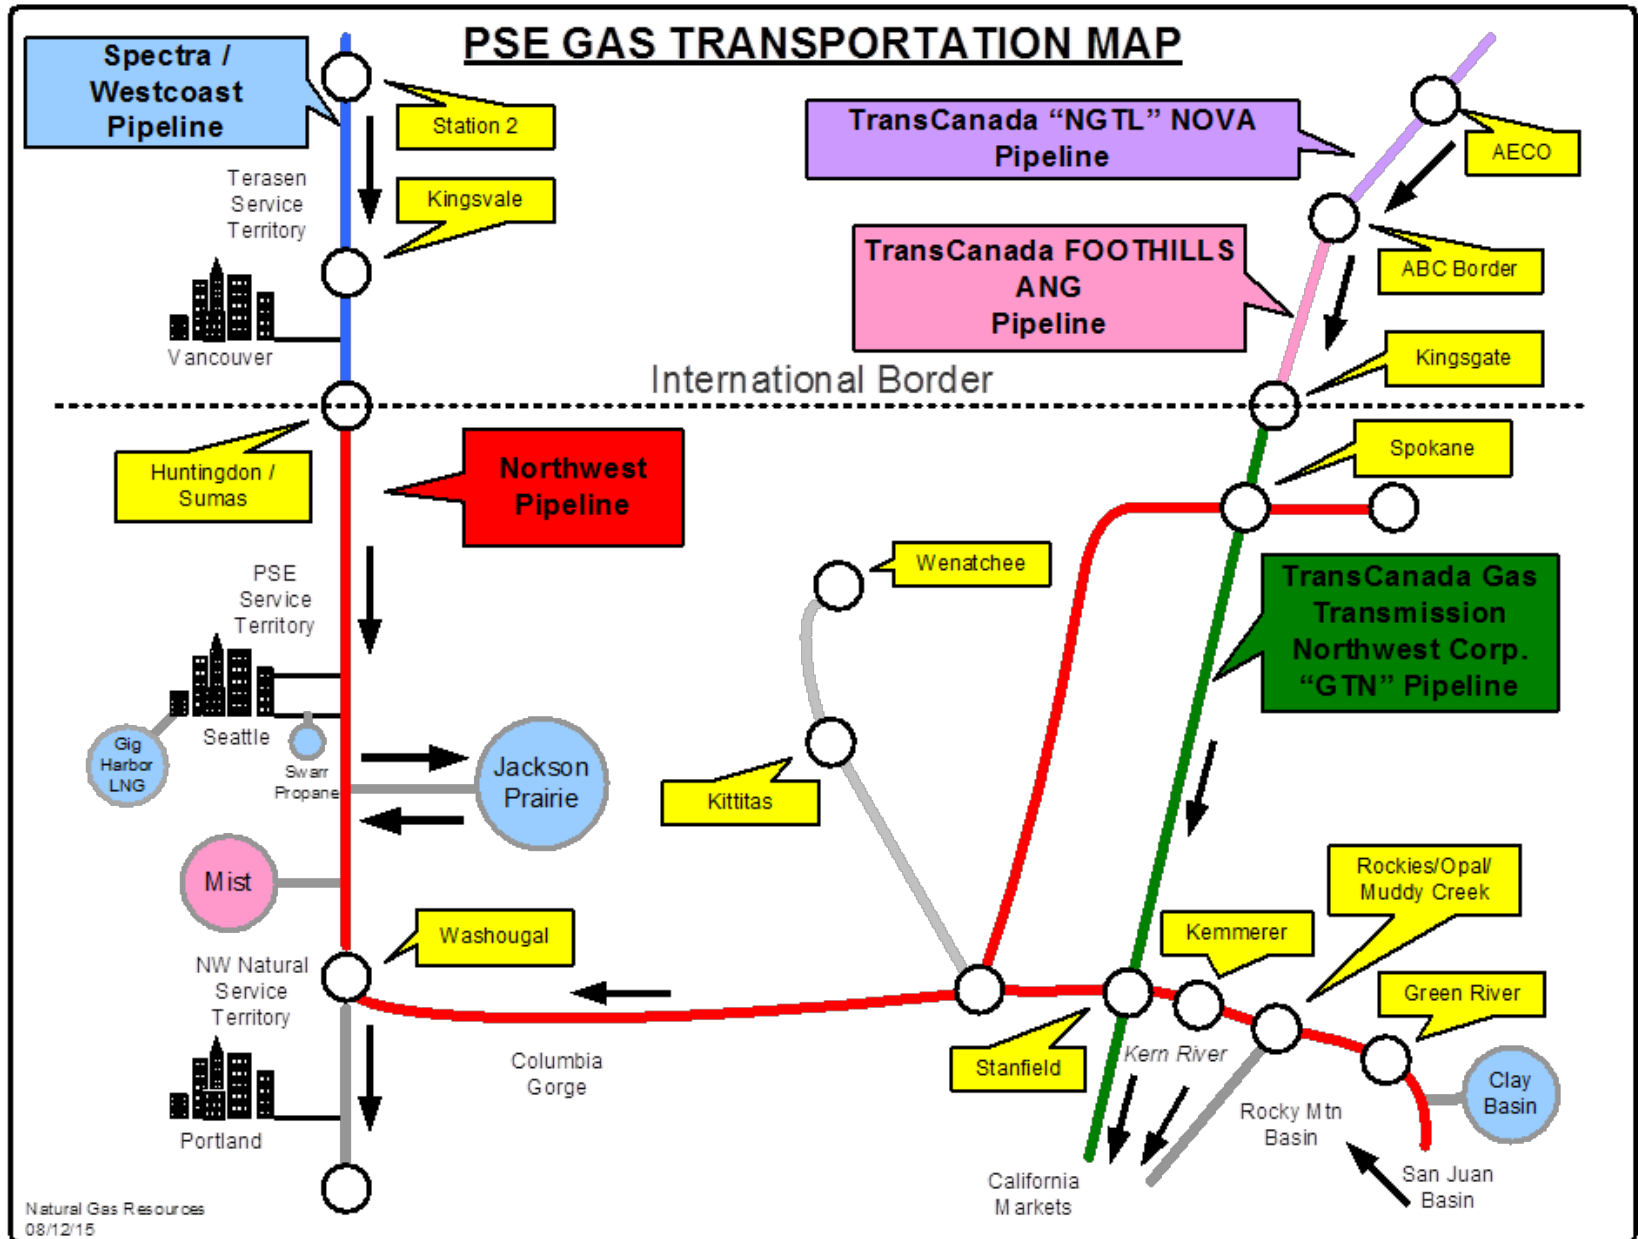 PSE GAS TRANSPORTATION MAP
Spectra /
Westcoast
Pipeline
Station 2
TransCanada “NGTL” NOVA
Pipeline
AECO
Terasen
Service
Territory
Kingsvale
TransCanada FOOTHILLS
ANG
Pipeline
ABC Border
Vancouver
Kingsgate
International Border
Huntingdon /
Sumas
Northwest
Pipeline
Spokane
PSE
Service
Territory
Wenatchee
TransCanada Gas
Transmission
Northwest Corp.
“GTN” Pipeline
Seattle
Gig
Harbor
LNG
Swarr
Propane
Jackson
Prairie
Kittitas
Mist
Rockies/Opal/
Muddy Creek
Washougal
Kemmerer
NW Natural
Service
Territory
Green River
Columbia
Gorge
Stanfield
Kern River
Clay
Basin
Rocky Mtn
Basin
Portland
California
Markets
San Juan
Basin
Natural Gas Resources
08/12/15